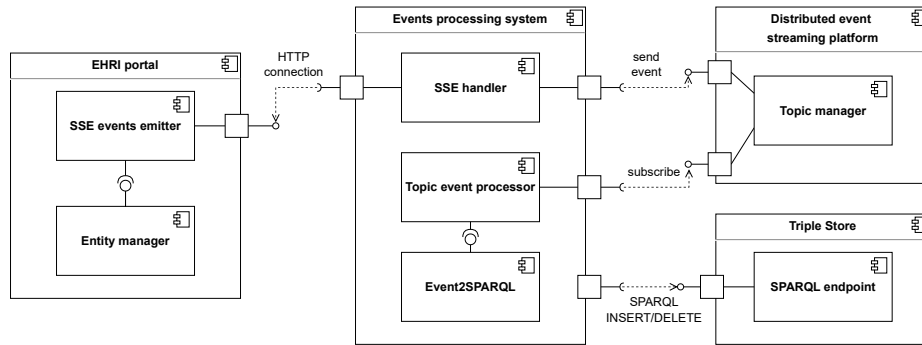 EHRI portal
SSE events emitter
Entity manager
HTTP
connection
Events processing system
SSE handler
Topic event processor
Event2SPARQL
send
event
subscribe
SPARQL
INSERT/DELETE
Distributed event
streaming platform
Topic manager
Triple Store
SPARQL endpoint